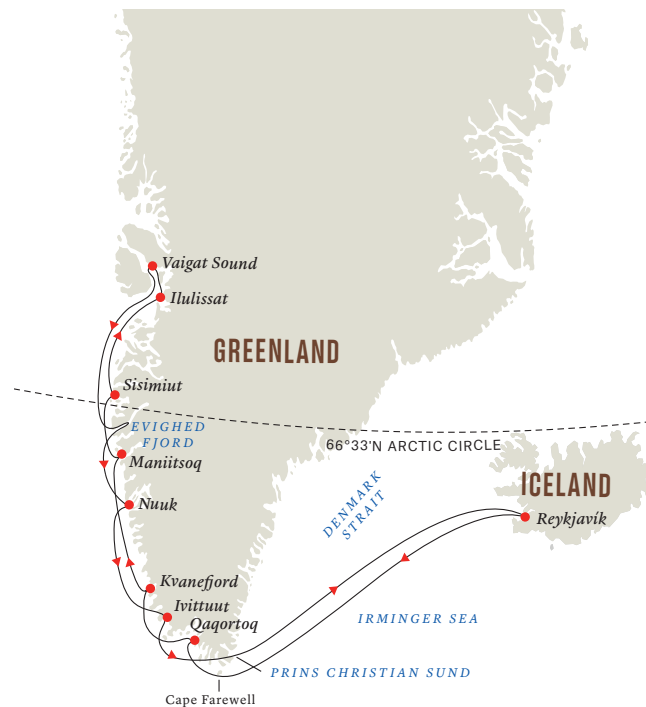 Vaigat Sound
Ilulissat
GREENLAND
Sisimiut
EVIGHED
FJORD
66°33'N ARCTIC CIRCLE
Maniitsoq
DENMARK
STRAIT
ICELAND
Nuuk
Reykjavík
Kvanefjord
Ivittuut
Qaqortoq
IRMINGER SEA
PRINS CHRISTIAN SUND
Cape Farewell